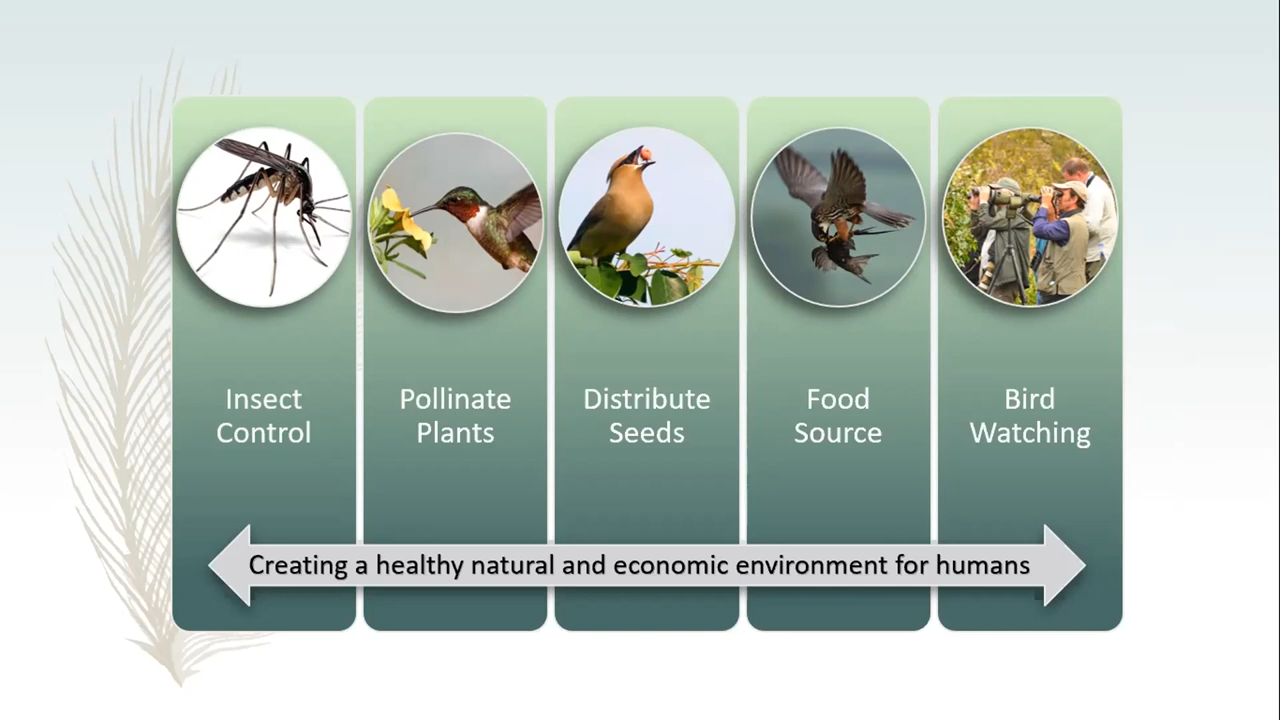 Insect
Control
Pollinate
Plants
Distribute
Seeds
Food
Source
Bird
Watching
Creating a healthy natural and economic environment for humans